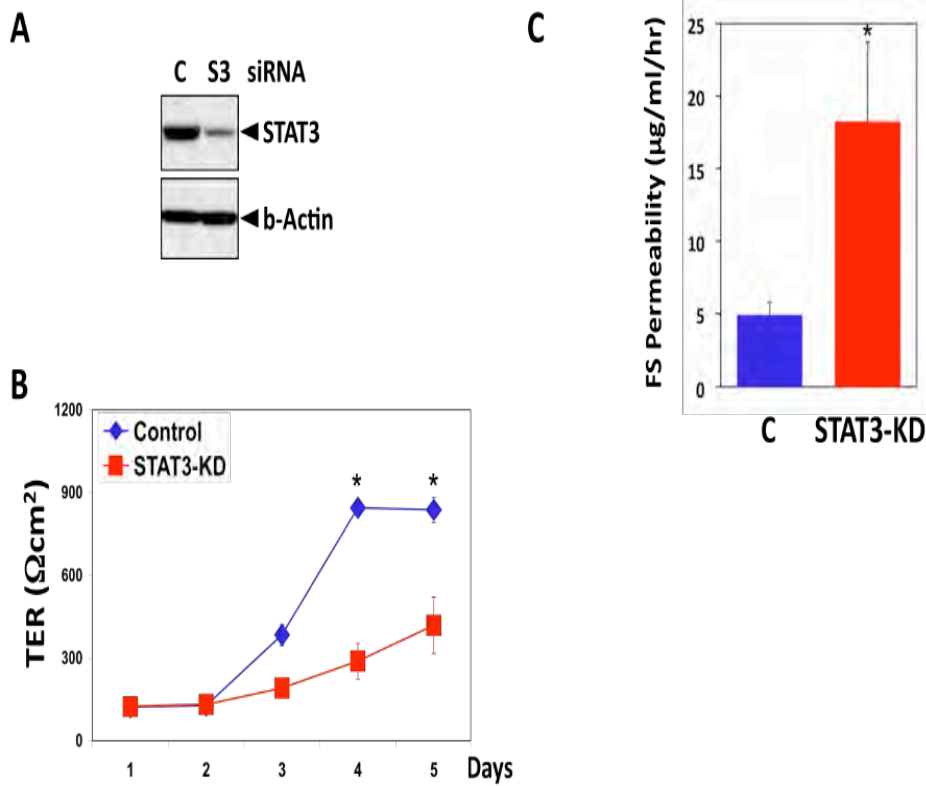 A
C S3 siRNA
STAT3
b-Actin
B
1200
900
600
300
0
TER (Ωcm²)
Control
STAT3-KD
*
*
1 2 3 4 5 Days
C
25
20
15
10
5
0
FS Permeability (µg/ml/hr)
*
C STAT3-KD